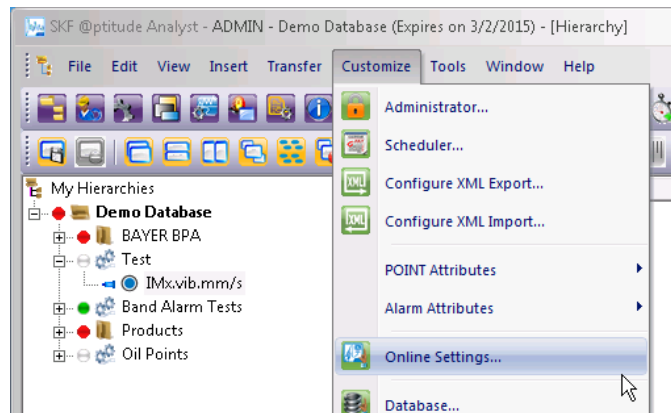 SKF @ptitude Analyst - ADMIN - Demo Database (Expires on 3/2/2015) - [Hierarchy]
File Edit View Insert Transfer Customize Tools Window Help
Administrator...
Scheduler...
Configure XML Export...
Configure XML Import...
POINT Attributes
Alarm Attributes
Online Settings...
Database...
My Hierarchies
Demo Database
BAYER BPA
Test
IMx.vib.mm/s
Band Alarm Tests
Products
Oil Points